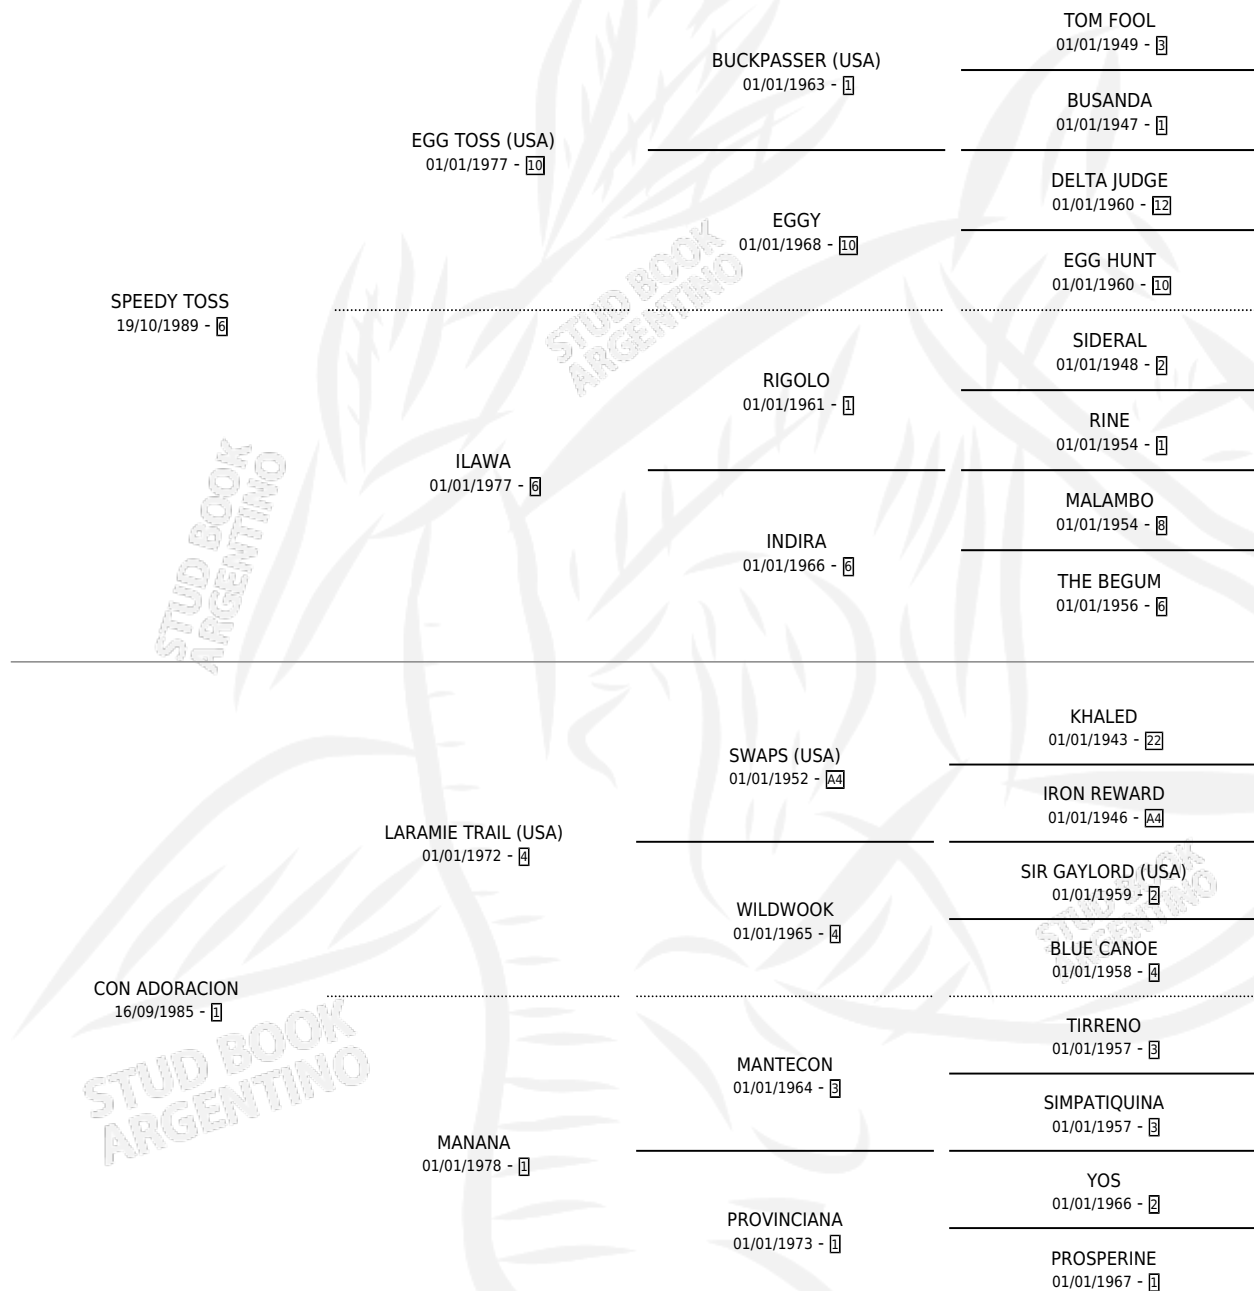 TOM FOOL
01/01/1949 - 3
BUCKPASSER (USA)
01/01/1963 - 1
BUSANDA
01/01/1947 - 1
EGG TOSS (USA)
01/01/1977 - 10
DELTA JUDGE
01/01/1960 - 12
EGGY
01/01/1968 - 10
EGG HUNT
01/01/1960 - 10
SPEEDY TOSS
19/10/1989 - 6
STUD BOOK
ARGENTINO
SIDERAL
01/01/1948 - 2
RIGOLO
01/01/1961 - 1
RINE
01/01/1954 - 1
ILAWA
01/01/1977 - 6
MALAMBO
01/01/1954 - 8
INDIRA
01/01/1966 - 6
THE BEGUM
01/01/1956 - 6
STUD BOOK
ARGENTINO
KHALED
01/01/1943 - 22
SWAPS (USA)
01/01/1952 - A4
IRON REWARD
01/01/1946 - A4
LARAMIE TRAIL (USA)
01/01/1972 - 4
SIR GAYLORD (USA)
01/01/1959 - 2
WILDWOOK
01/01/1965 - 4
STUD BOOK
ARGENTINO
BLUE CANOE
01/01/1958 - 4
CON ADORACION
16/09/1985 - 1
TIRRENO
01/01/1957 - 3
STUD BOOK
ARGENTINO
MANTECON
01/01/1964 - 3
SIMPATIQUINA
01/01/1957 - 3
MANANA
01/01/1978 - 1
YOS
01/01/1966 - 2
PROVINCIANA
01/01/1973 - 1
PROSPERINE
01/01/1967 - 1